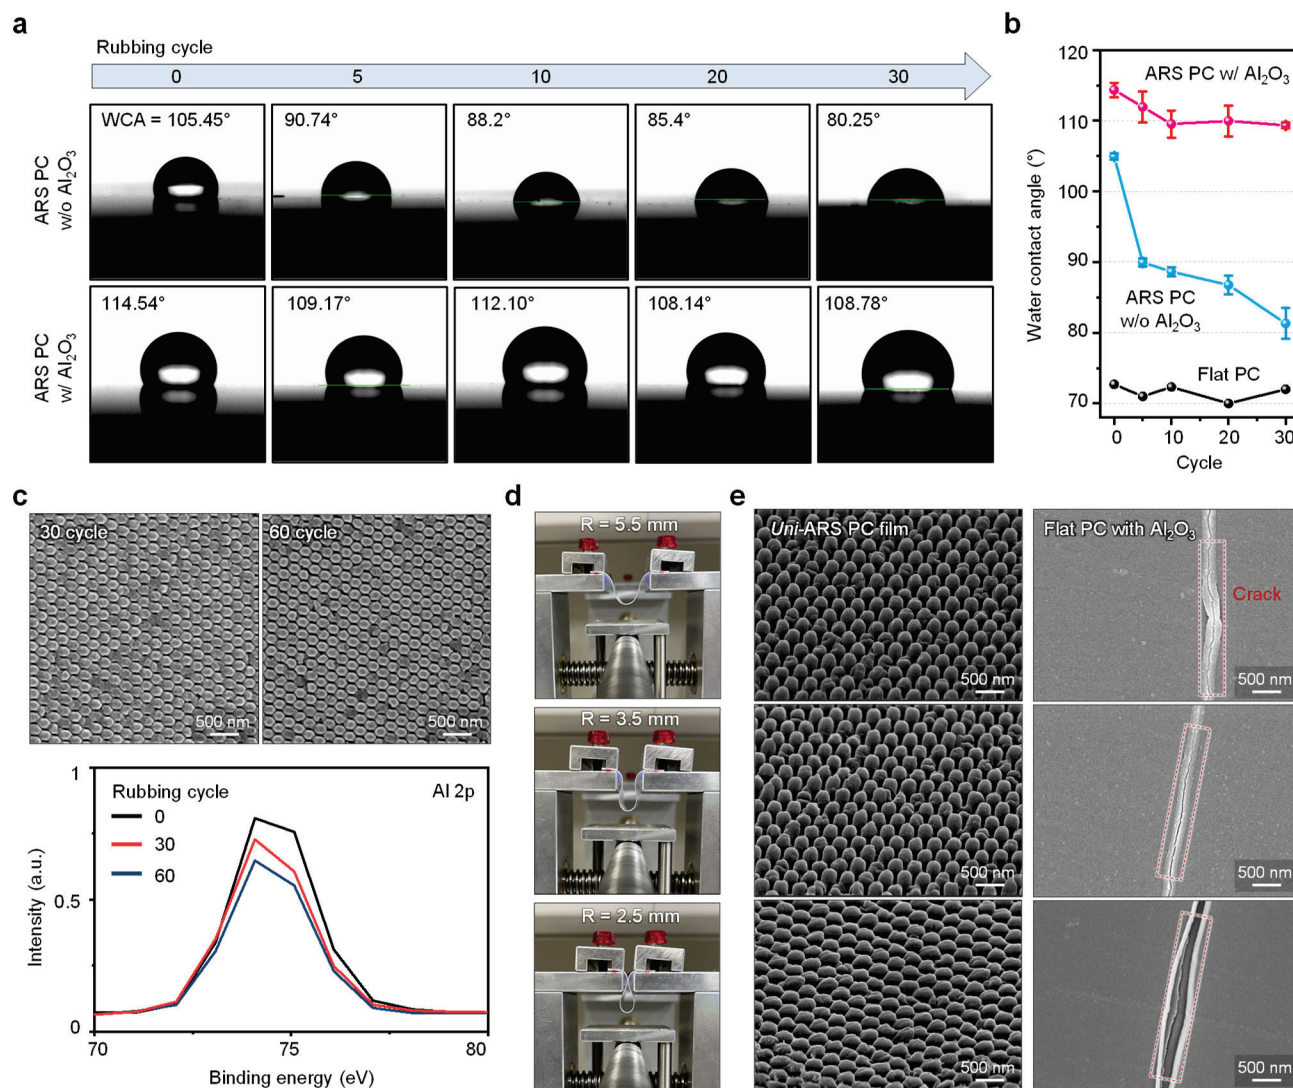 a
Rubbing cycle
0 5 10 20 30
ARS PC
w/o Al₂O₃
WCA = 105.45° 90.74° 88.2° 85.4° 80.25°
ARS PC
w/ Al₂O₃
114.54° 109.17° 112.10° 108.14° 108.78°
b
Water contact angle (°)
120
110
100
90
80
70
ARS PC w/ Al₂O₃
ARS PC
w/o Al₂O₃
Flat PC
0 10 20 30
Cycle
c
30 cycle
500 nm
60 cycle
500 nm
Intensity (a.u.)
1
0.5
0
Rubbing cycle
0
30
60
Al 2p
70 75 80
Binding energy (eV)
d
R = 5.5 mm
R = 3.5 mm
R = 2.5 mm
e
Uni-ARS PC film
500 nm
500 nm
500 nm
Flat PC with Al₂O₃
Crack
500 nm
500 nm
500 nm